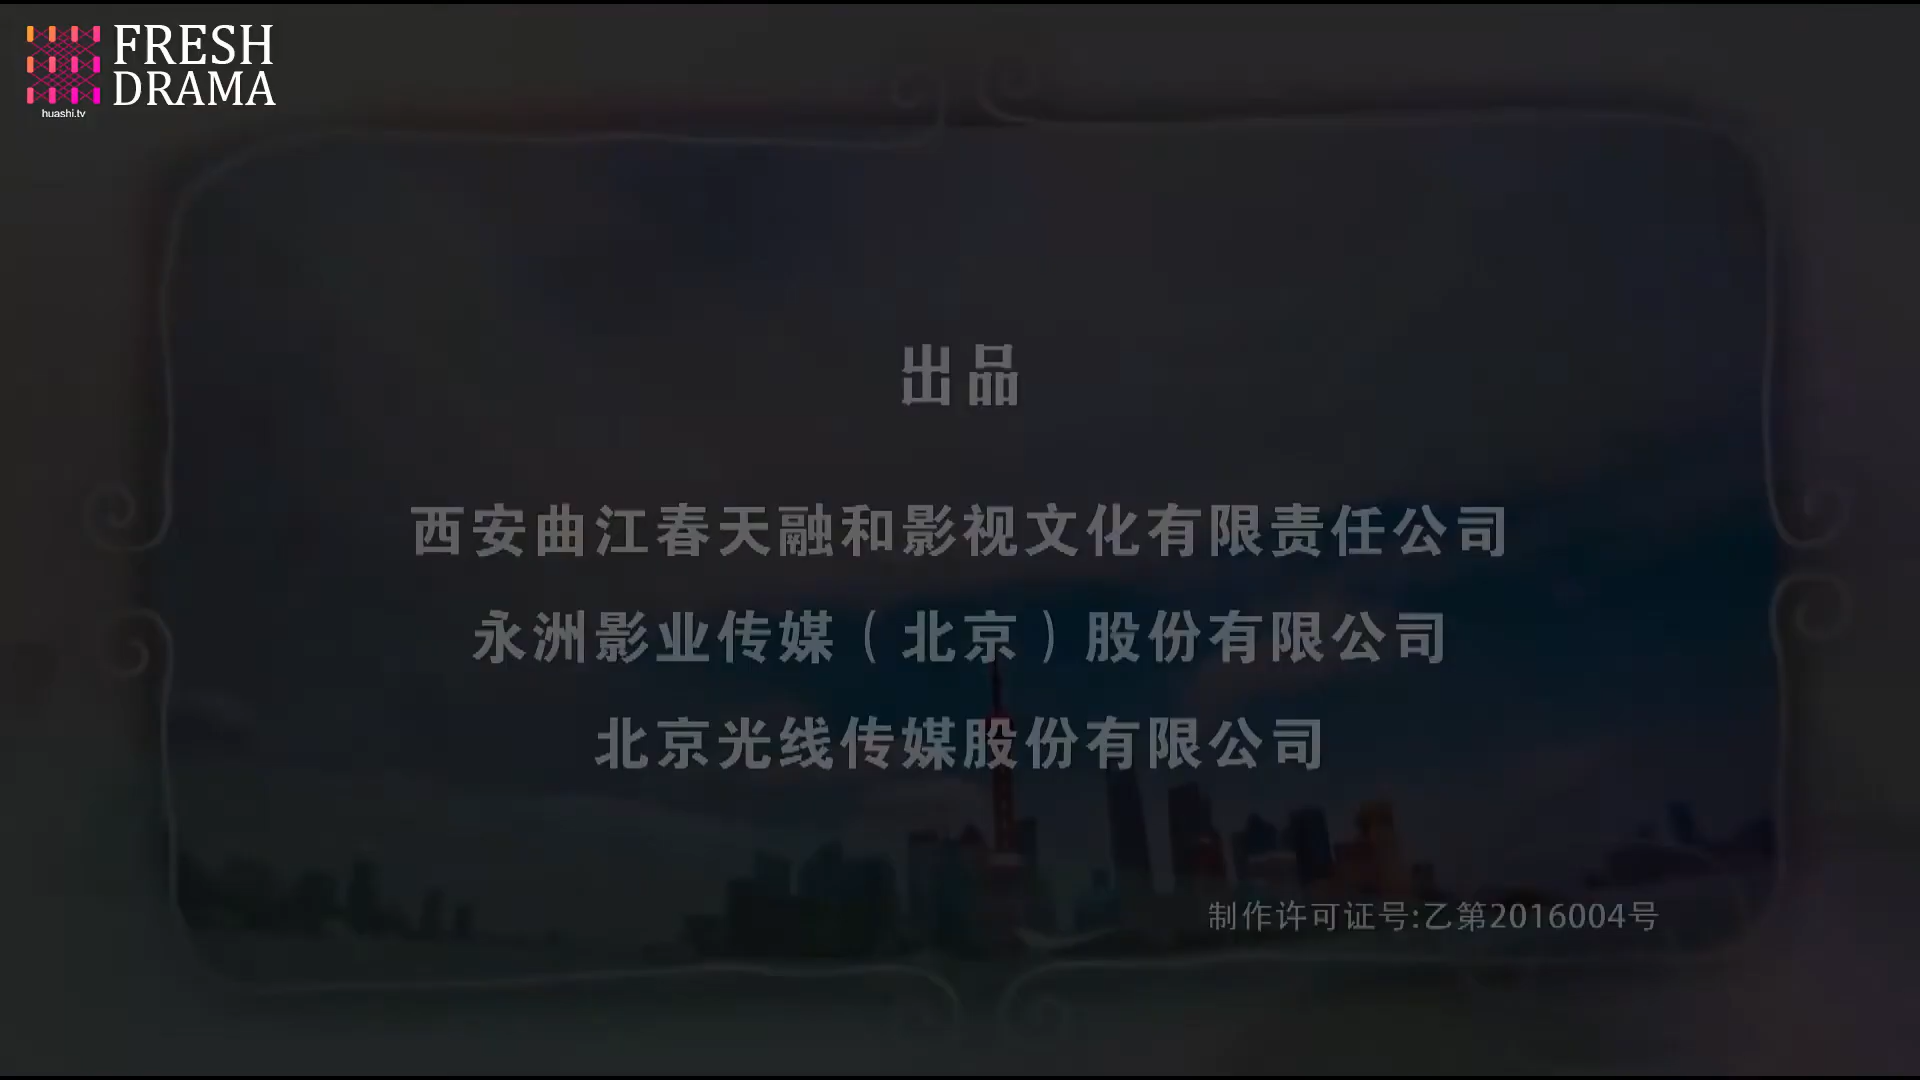 FRESH
DRAMA
huashi.tv
出品
西安曲江春天融和影视文化有限责任公司
永洲影业传媒（北京）股份有限公司
北京光线传媒股份有限公司
制作许可证号:乙第2016004号